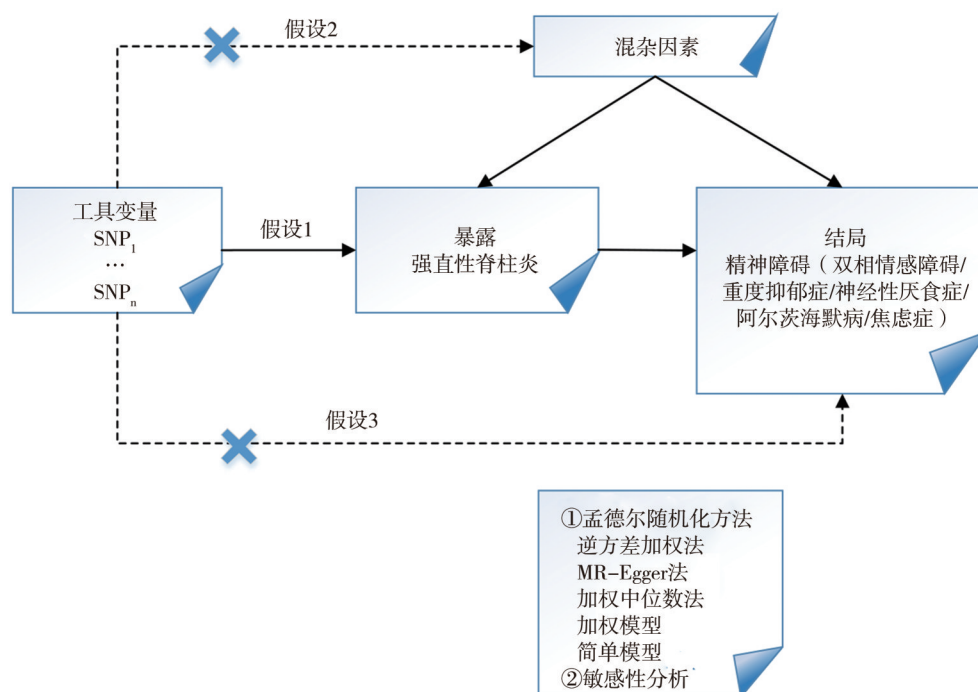 假设2
混杂因素
工具变量
SNP1
…
SNPn
假设1
暴露
强直性脊柱炎
结局
精神障碍（双相情感障碍/
重度抑郁症/神经性厌食症/
阿尔茨海默病/焦虑症）
假设3
①孟德尔随机化方法
逆方差加权法
MR-Egger法
加权中位数法
加权模型
简单模型
②敏感性分析